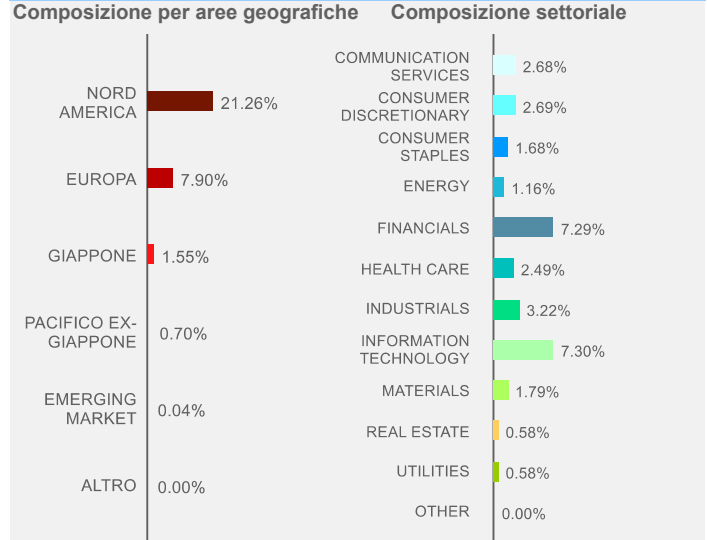 Composizione per aree geografiche
NORD
AMERICA
21.26%
EUROPA
7.90%
GIAPPONE
1.55%
PACIFICO EX-
GIAPPONE
0.70%
EMERGING
MARKET
0.04%
ALTRO
0.00%
Composizione settoriale
COMMUNICATION
SERVICES
2.68%
CONSUMER
DISCRETIONARY
2.69%
CONSUMER
STAPLES
1.68%
ENERGY
1.16%
FINANCIALS
7.29%
HEALTH CARE
2.49%
INDUSTRIALS
3.22%
INFORMATION
TECHNOLOGY
7.30%
MATERIALS
1.79%
REAL ESTATE
0.58%
UTILITIES
0.58%
OTHER
0.00%